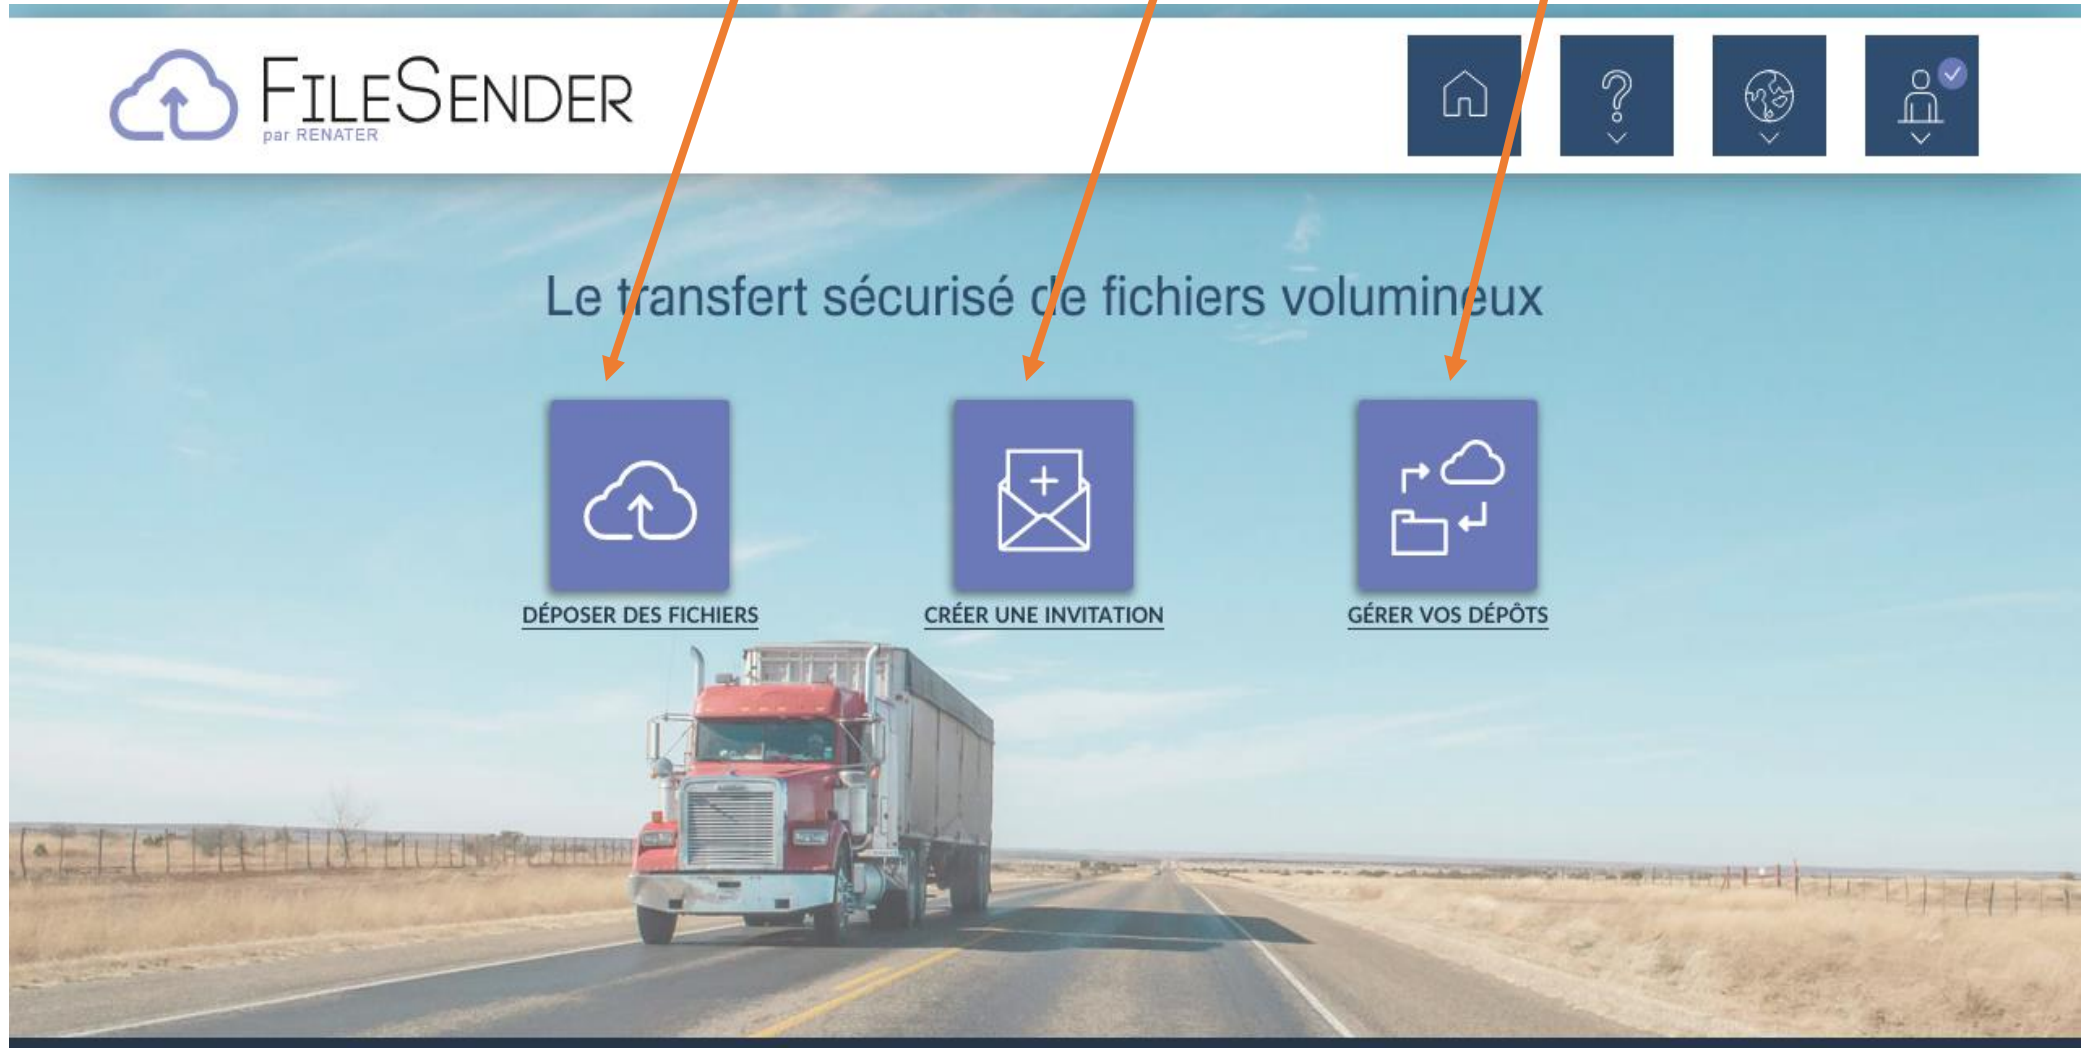 FILESENDER
par RENATER
Le transfert sécurisé de fichiers volumineux
DÉPOSER DES FICHIERS
CRÉER UNE INVITATION
GÉRER VOS DÉPÔTS